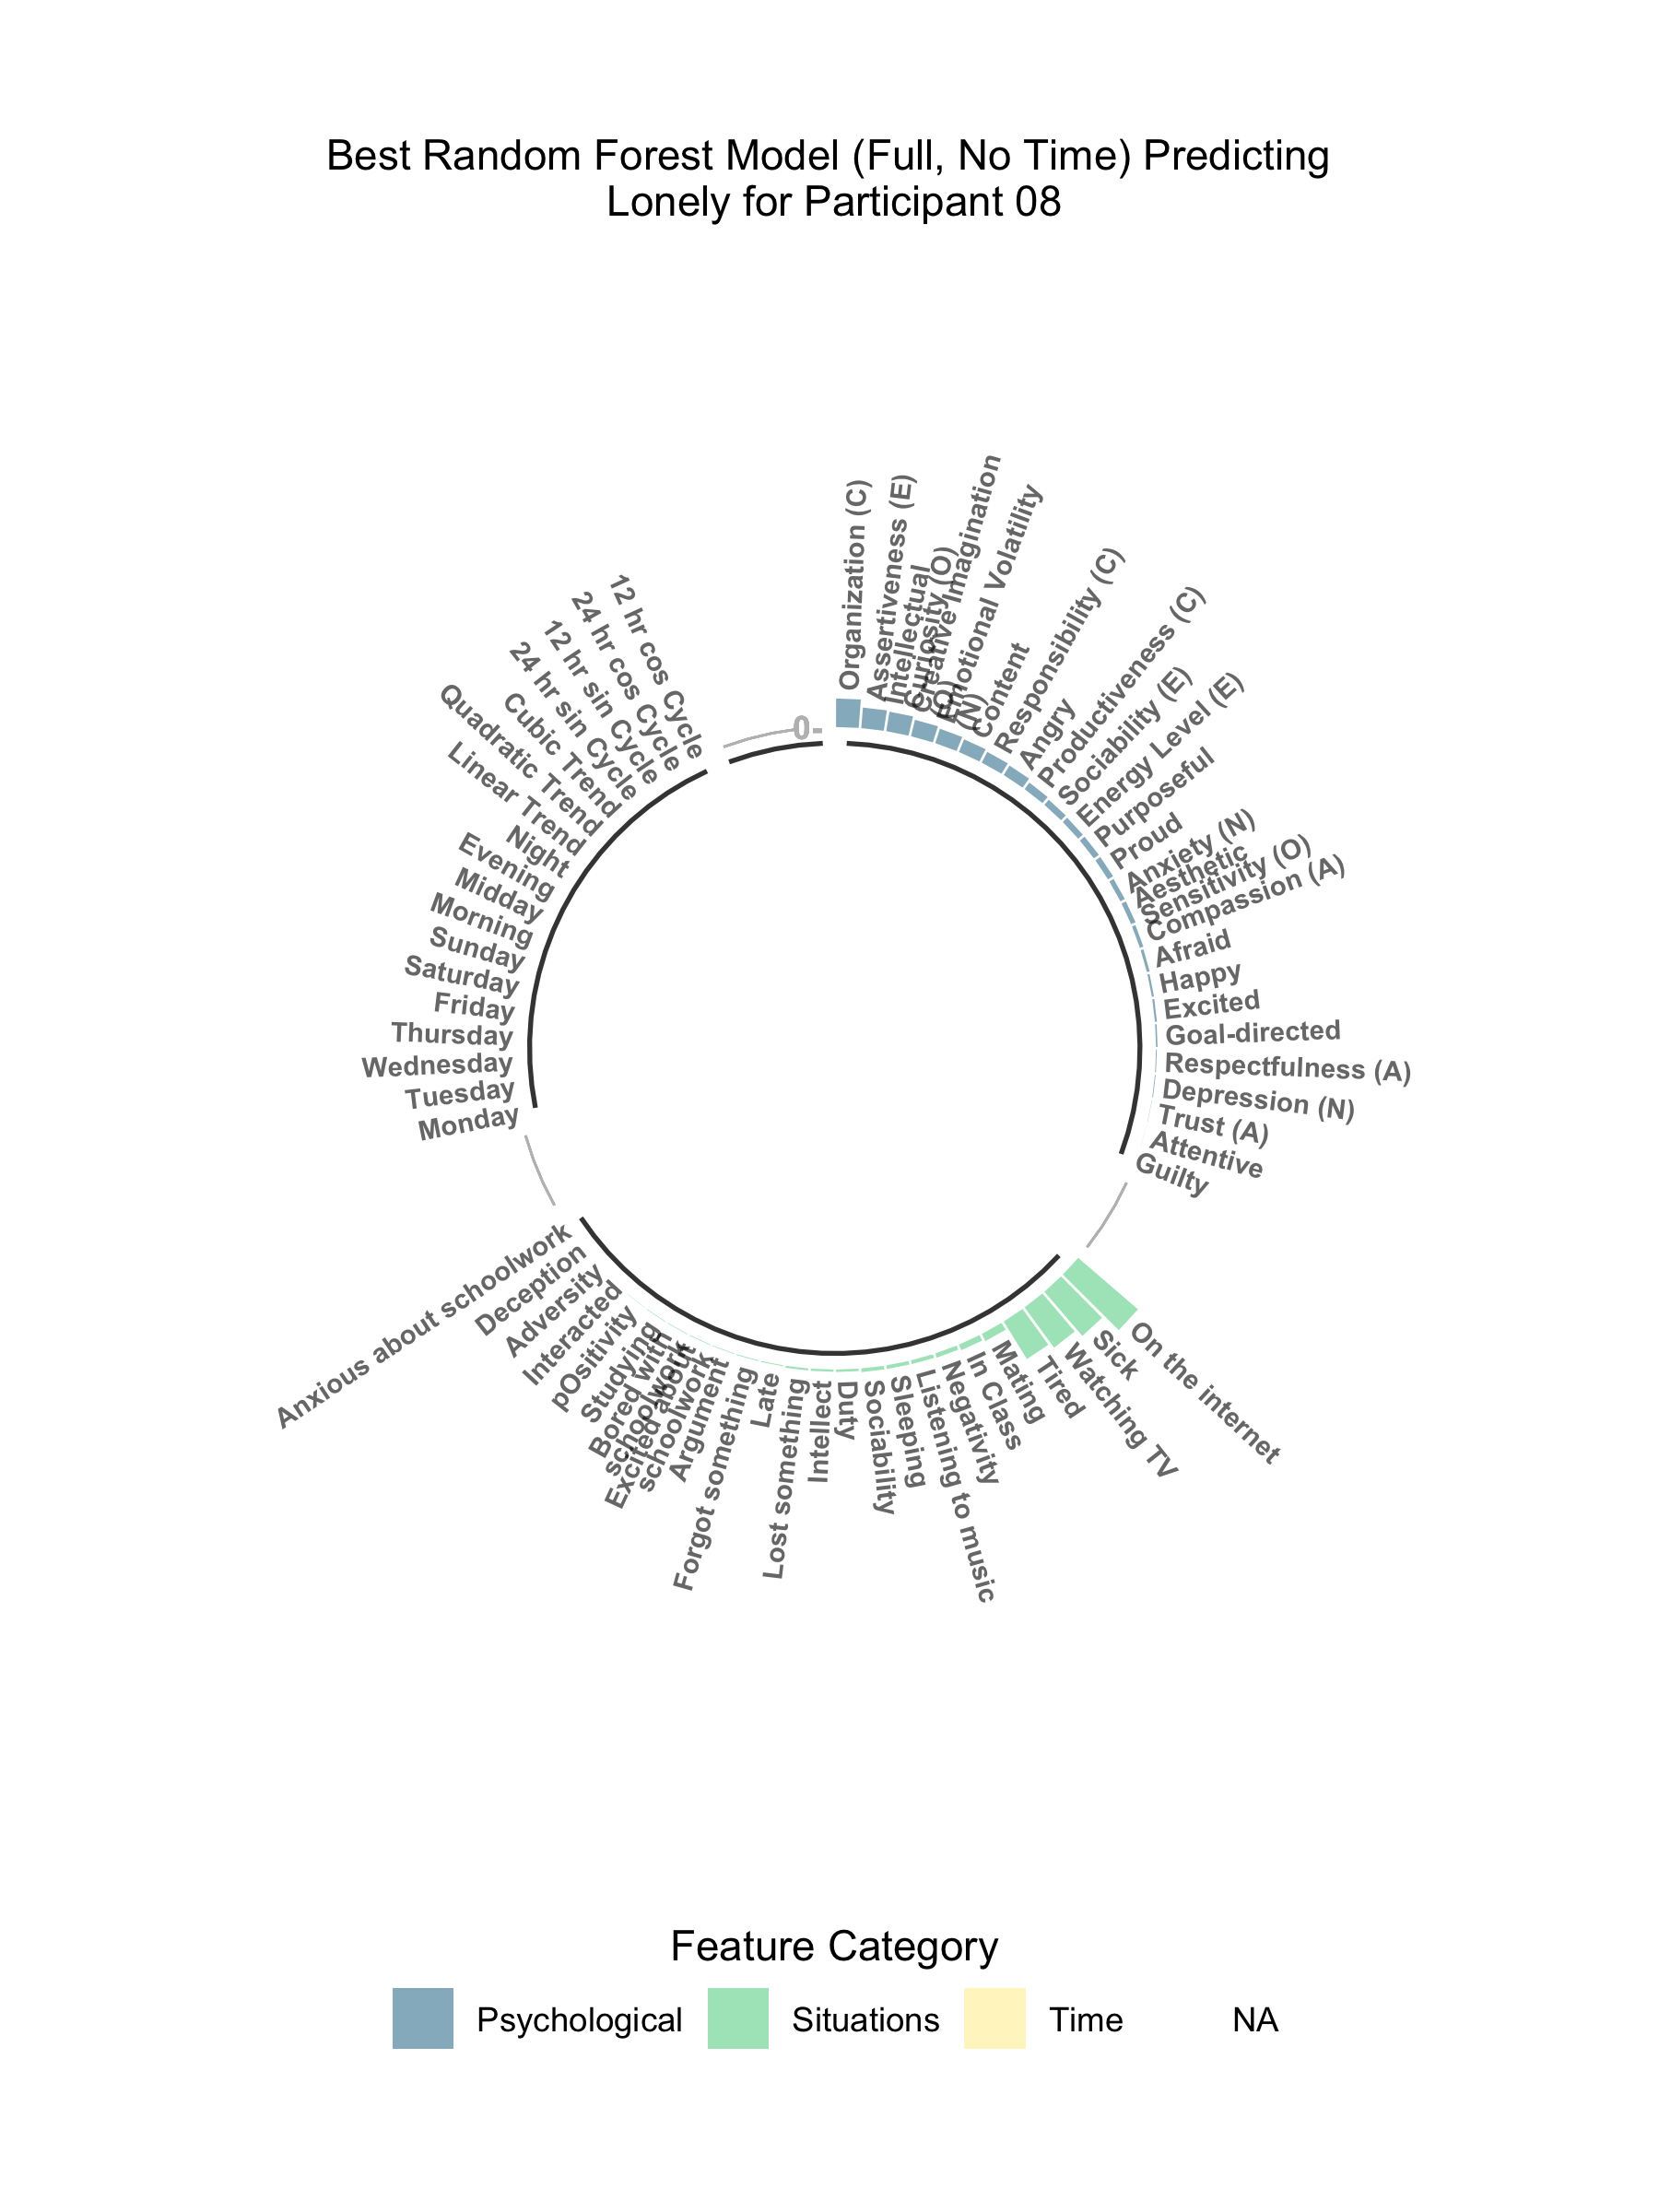 Best Random Forest Model (Full, No Time) Predicting
Lonely for Participant 08
Organization (C)
Assertiveness (E)
Intellectual
Curiosity (O)
Creative Imagination
(O)
Emotional Volatility
(N)
Content
Responsibility (C)
Angry
Productiveness (C)
Sociability (E)
Energy Level (E)
Purposeful
Proud
Anxiety (N)
Aesthetic
Sensitivity (O)
Compassion (A)
Afraid
Happy
Excited
Goal-directed
Respectfulness (A)
Depression (N)
Trust (A)
Attentive
Guilty
On the internet
Sick
Watching TV
Tired
Mating
In Class
Negativity
Listening to music
Sleeping
Sociability
Duty
Intellect
Lost something
Late
Forgot something
Argument
Excited about
schoolwork
Bored with
schoolwork
Studying
pOsitivity
Interacted
Adversity
Deception
Anxious about schoolwork
Monday
Tuesday
Wednesday
Thursday
Friday
Saturday
Sunday
Morning
Midday
Evening
Night
Linear Trend
Quadratic Trend
Cubic Trend
24 hr sin Cycle
12 hr sin Cycle
24 hr cos Cycle
12 hr cos Cycle
0-
Feature Category
Psychological
Situations
Time
NA